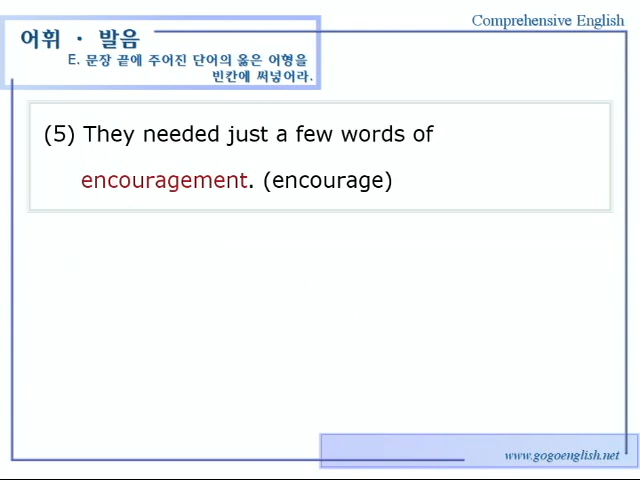 Comprehensive English
어휘 · 발음
E. 문장 끝에 주어진 단어의 옳은 어형을
빈칸에 써넣어라.
(5) They needed just a few words of
encouragement. (encourage)
www.gogoenglish.net